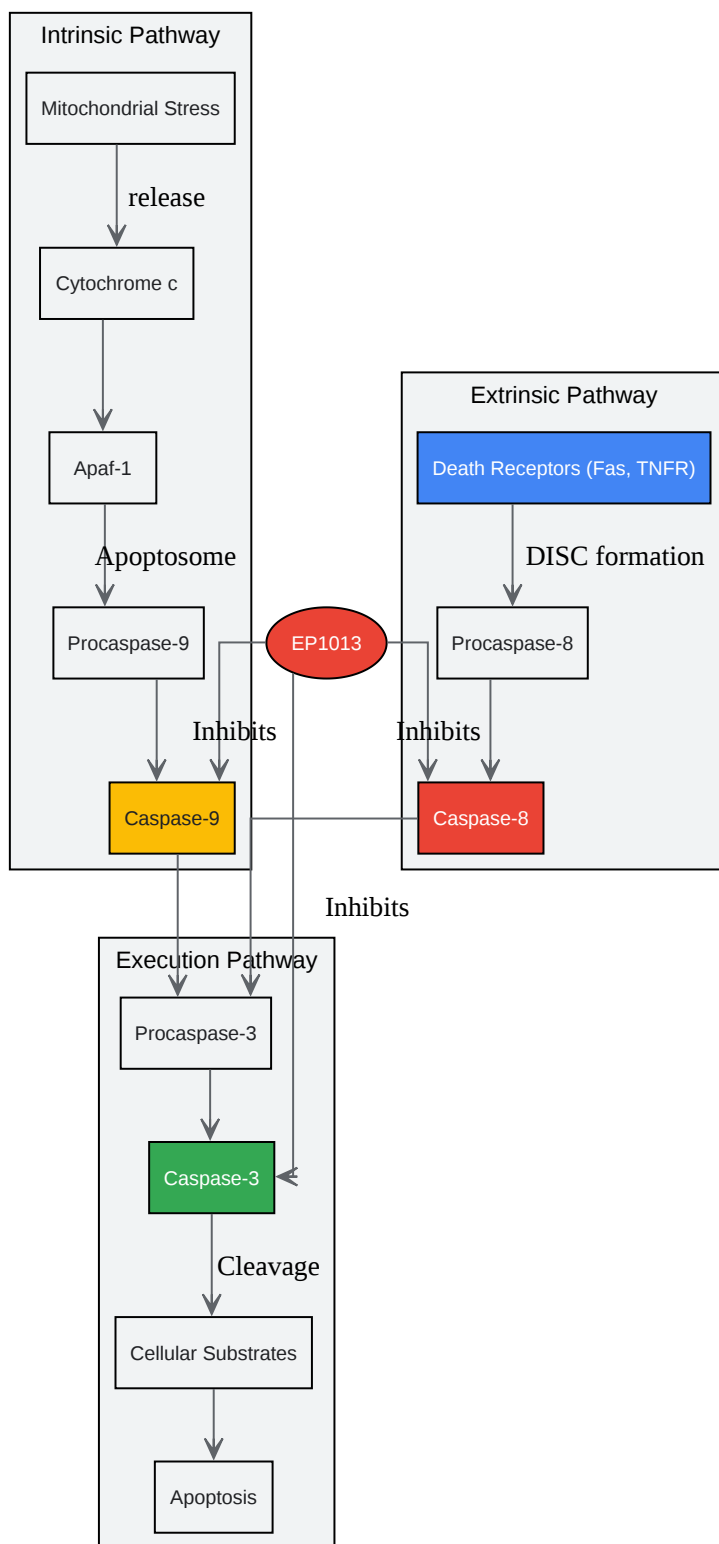 Intrinsic Pathway
Mitochondrial Stress
release
Cytochrome c
Extrinsic Pathway
Apaf-1
Death Receptors (Fas, TNFR)
Apoptosome
DISC formation
Procaspase-9
EP1013
Procaspase-8
Inhibits
Inhibits
Caspase-9
Caspase-8
Inhibits
Execution Pathway
Procaspase-3
Caspase-3
Cleavage
Cellular Substrates
Apoptosis